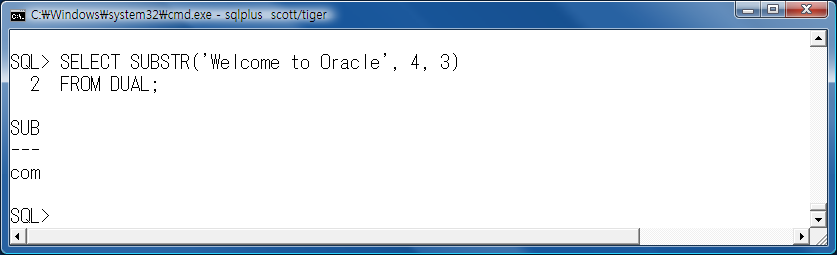 C:₩Windows₩system32₩cmd.exe - sqlplus  scott/tiger
SQL> SELECT SUBSTR('Welcome to Oracle', 4, 3)
  2  FROM DUAL;
SUB
---
com
SQL>